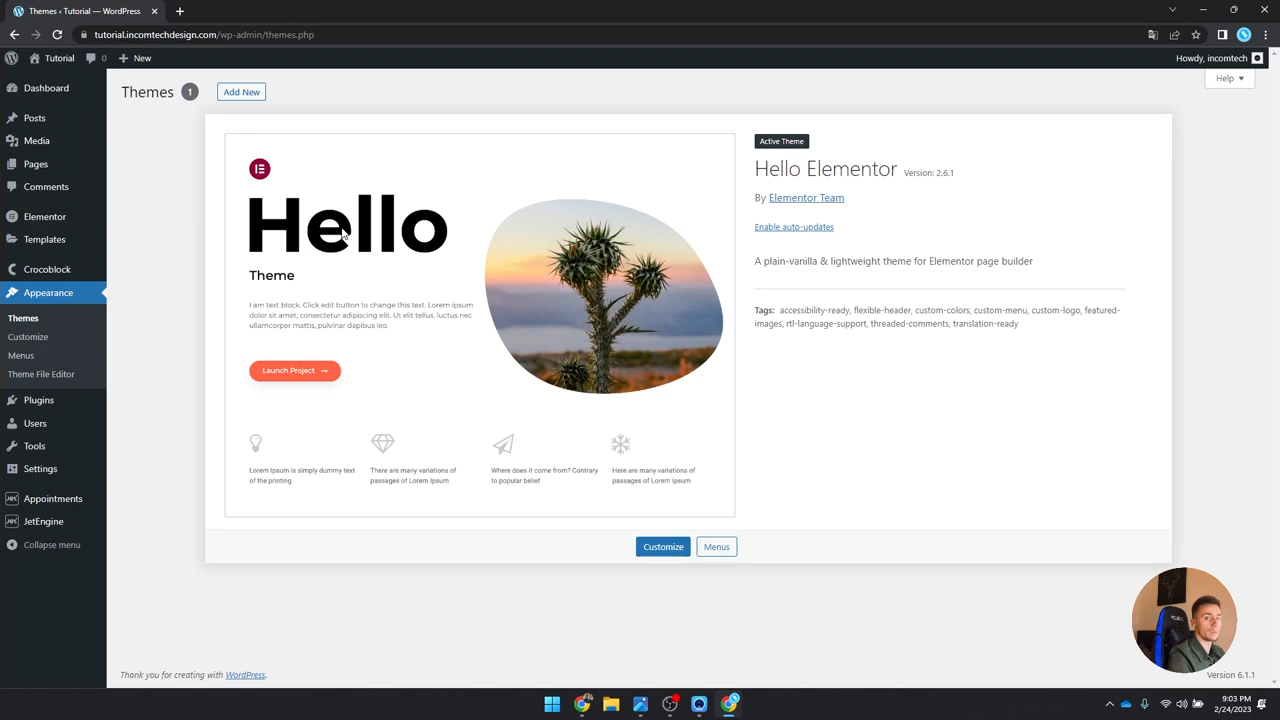 Themes ‹
tutorial.incomtechdesign.com/wp-admin/themes.php
Tutorial
0
New
Howdy, incomtech
Help
Themes
1
Add New
Dashboard
Posts
Media
Pages
Comments
Elementor
Templates
Crocoblock
Appearance
Themes
Customize
Menus
Theme File Editor
Plugins
Users
Tools
Settings
Appointments
JetEngine
Collapse menu
Hello
Theme
I am text block. Click edit button to change this text. Lorem ipsum
dolor sit amet, consectetur adipiscing elit. Ut elit tellus, luctus nec
ullamcorper mattis, pulvinar dapibus leo.
Launch Project →
Lorem Ipsum is simply dummy text
of the printing
There are many variations of
passages of Lorem Ipsum
Where does it come from? Contrary
to popular belief
Here are many variations of
passages of Lorem Ipsum
Active Theme
Hello Elementor Version: 2.6.1
By Elementor Team
Enable auto-updates
A plain-vanilla & lightweight theme for Elementor page builder
Tags: accessibility-ready, flexible-header, custom-colors, custom-menu, custom-logo, featured-
images, rtl-language-support, threaded-comments, translation-ready
Customize
Menus
Thank you for creating with WordPress.
Version 6.1.1
9:03 PM
2/24/2023